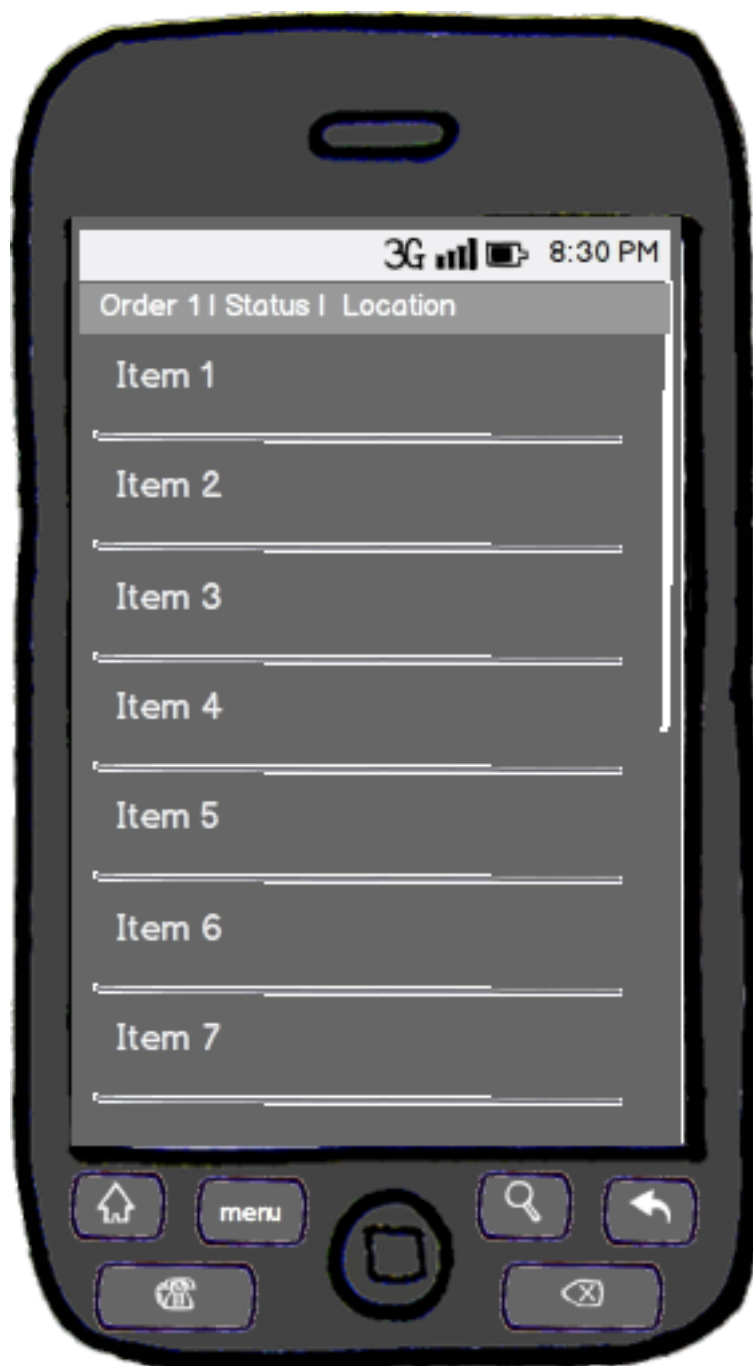 3G 8:30 PM
Order 1 | Status | Location
Item 1
Item 2
Item 3
Item 4
Item 5
Item 6
Item 7
menu